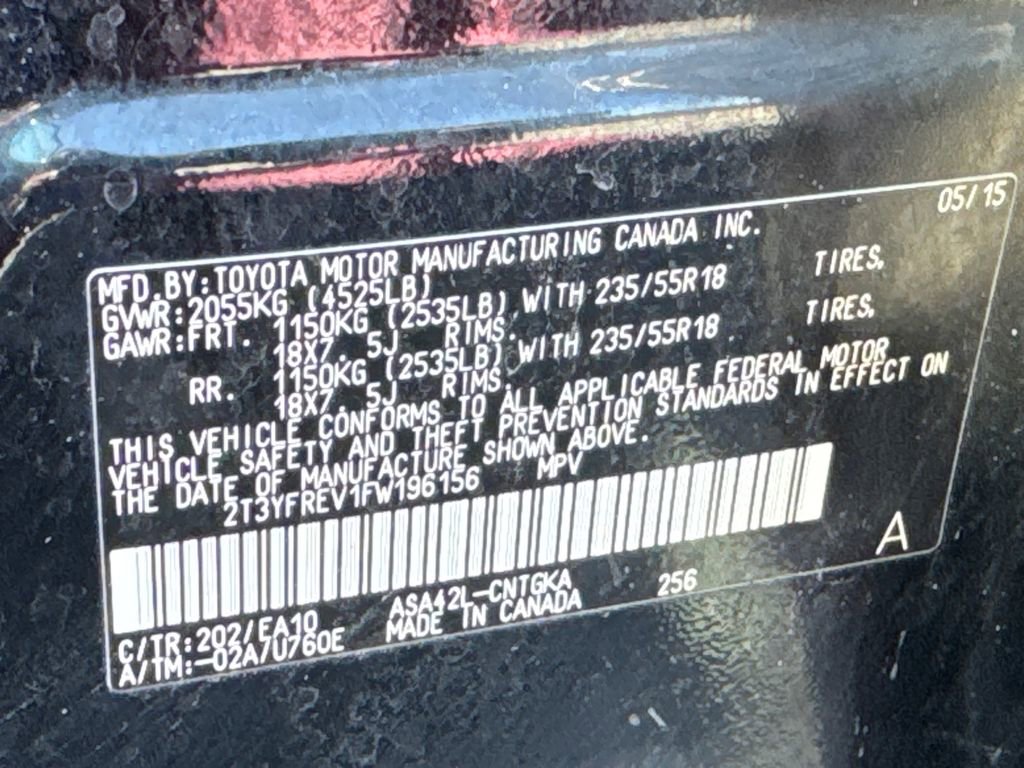 05/15
MFD. BY: TOYOTA MOTOR MANUFACTURING CANADA INC.
GVWR: 2055KG (4525LB)
GAWR: FRT. 1150KG (2535LB) WITH 235/55R18 TIRES,
18X7.5J RIMS.
RR. 1150KG (2535LB) WITH 235/55R18 TIRES,
18X7.5J RIMS.
THIS VEHICLE CONFORMS TO ALL APPLICABLE FEDERAL MOTOR
VEHICLE SAFETY AND THEFT PREVENTION STANDARDS IN EFFECT ON
THE DATE OF MANUFACTURE SHOWN ABOVE.
2T3YFREV1FW196156 MPV
A
C/TR: 202/EA10 ASA42L-CNTGKA 256
A/TM: -02A/U760E MADE IN CANADA